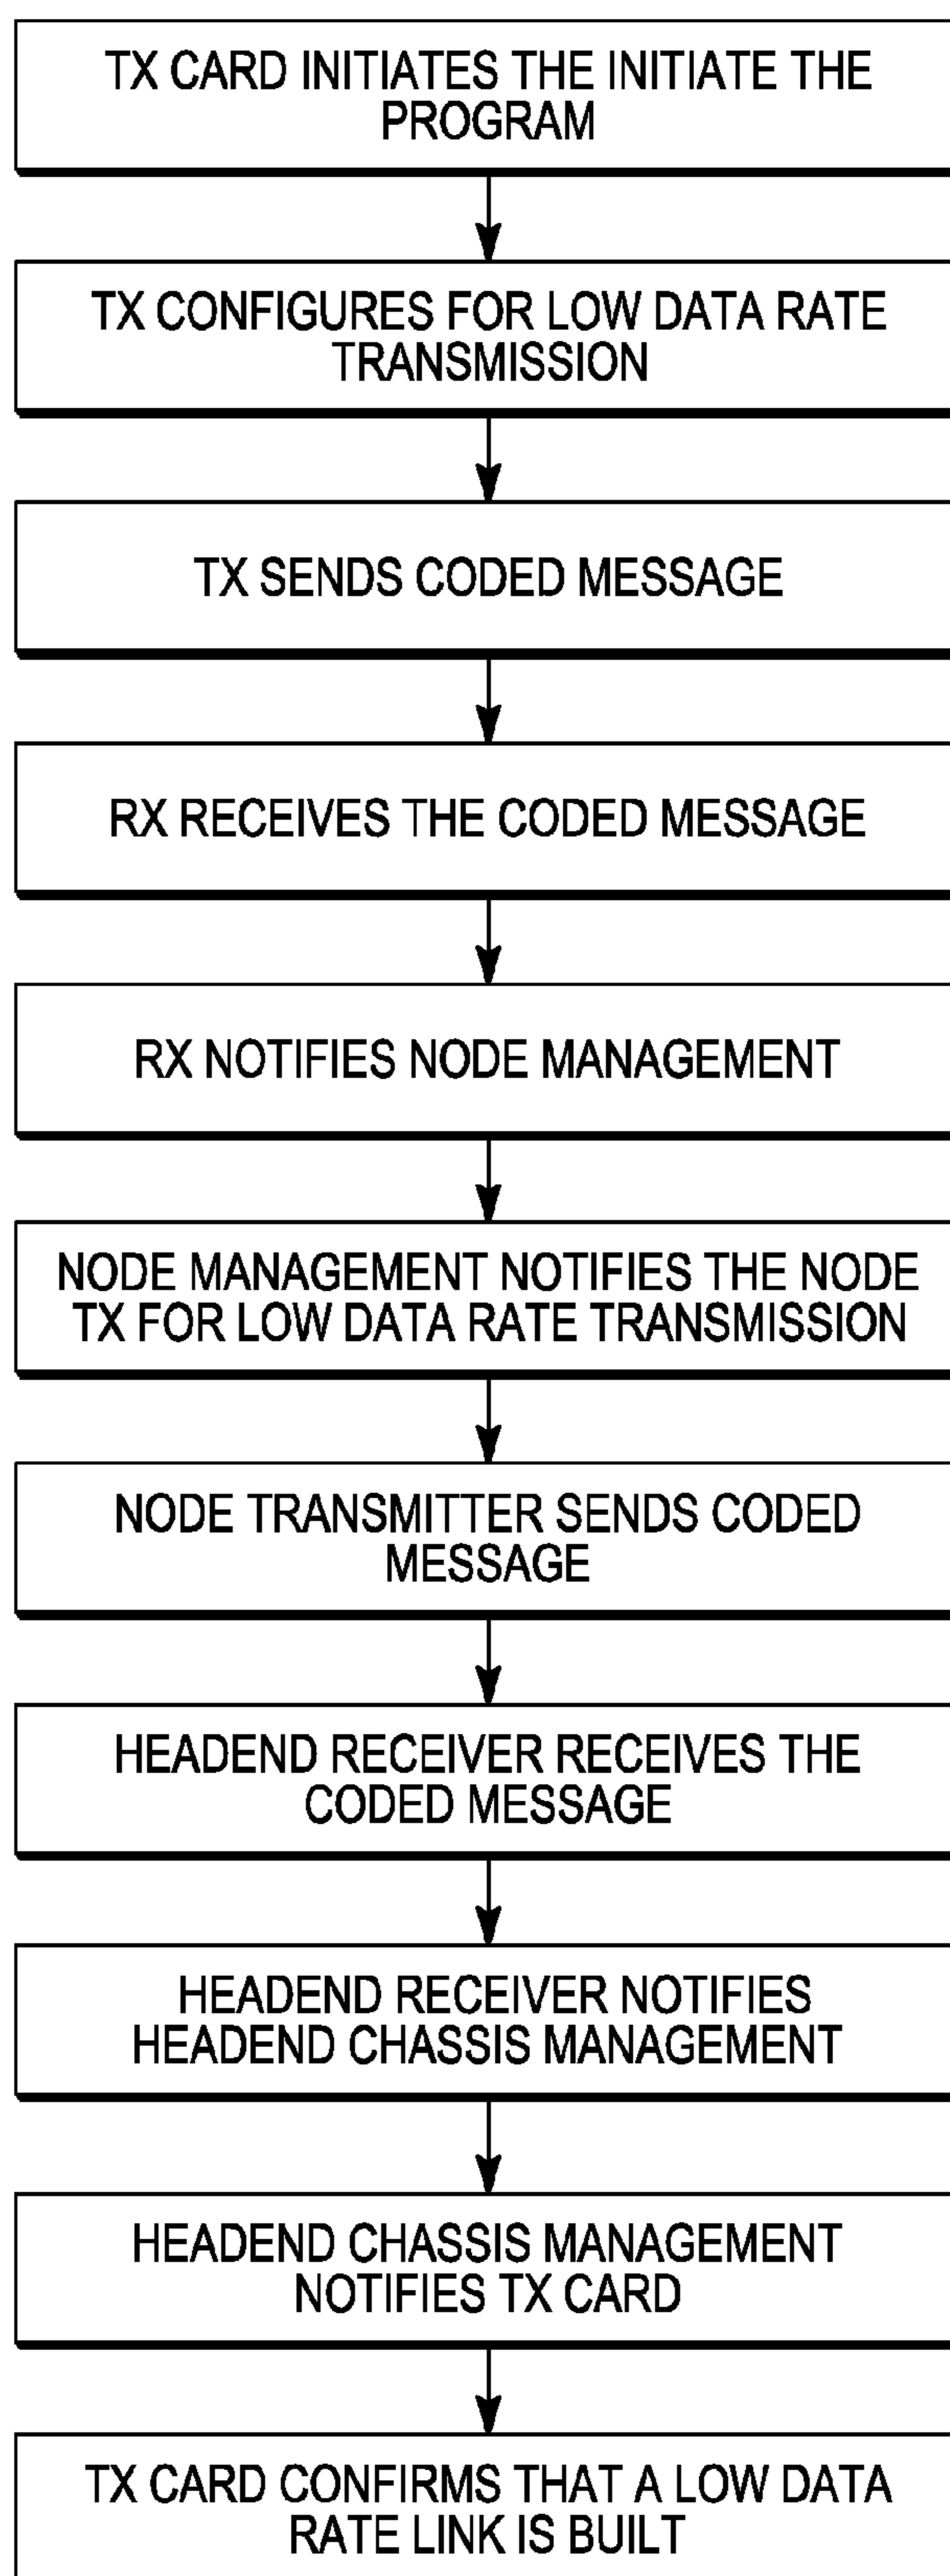 TX CARD INITIATES THE INITIATE THE
PROGRAM
TX CONFIGURES FOR LOW DATA RATE
TRANSMISSION
TX SENDS CODED MESSAGE
RX RECEIVES THE CODED MESSAGE
RX NOTIFIES NODE MANAGEMENT
NODE MANAGEMENT NOTIFIES THE NODE
TX FOR LOW DATA RATE TRANSMISSION
NODE TRANSMITTER SENDS CODED
MESSAGE
HEADEND RECEIVER RECEIVES THE
CODED MESSAGE
HEADEND RECEIVER NOTIFIES
HEADEND CHASSIS MANAGEMENT
HEADEND CHASSIS MANAGEMENT
NOTIFIES TX CARD
TX CARD CONFIRMS THAT A LOW DATA
RATE LINK IS BUILT